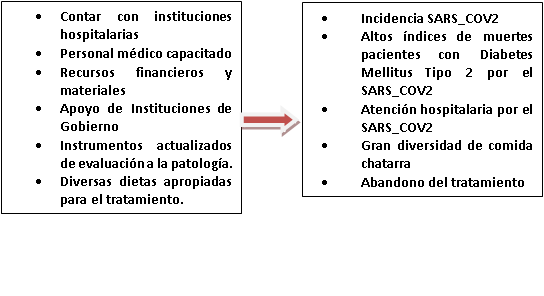 • Contar con instituciones
hospitalarias
• Personal médico capacitado
• Recursos financieros y
materiales
• Apoyo de Instituciones de
Gobierno
• Instrumentos actualizados
de evaluación a la patología.
• Diversas dietas apropiadas
para el tratamiento.
• Incidencia SARS_COV2
• Altos índices de muertes
pacientes con Diabetes
Mellitus Tipo 2 por el
SARS_COV2
• Atención hospitalaria por el
SARS_COV2
• Gran diversidad de comida
chatarra
• Abandono del tratamiento